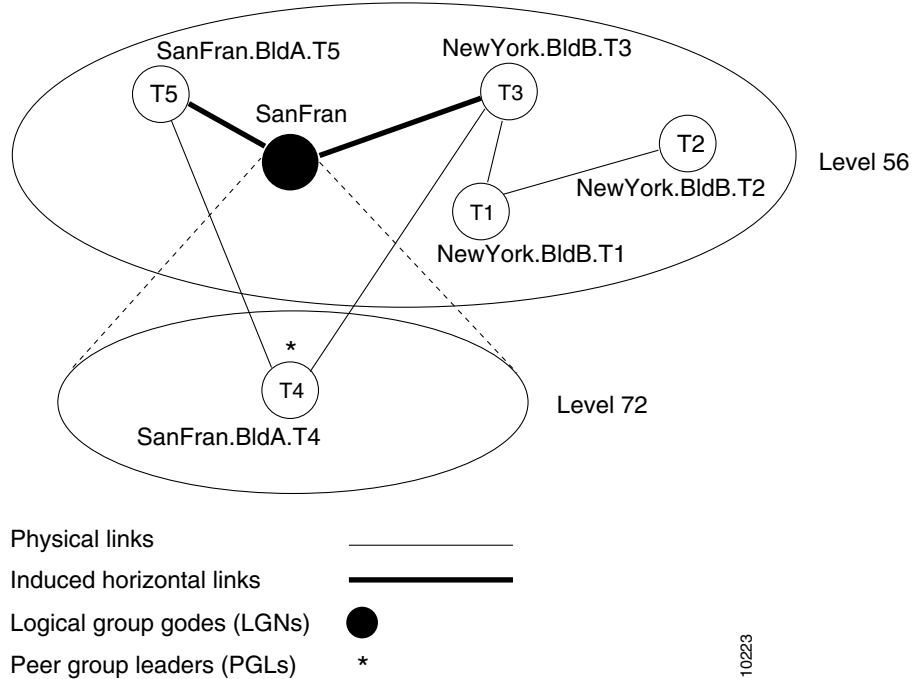 SanFran.BldA.T5
NewYork.BldB.T3
T5
T3
SanFran
T2
Level 56
NewYork.BldB.T2
T1
NewYork.BldB.T1
*
T4
Level 72
SanFran.BldA.T4
Physical links
Induced horizontal links
Logical group godes (LGNs)
Peer group leaders (PGLs) *
10223